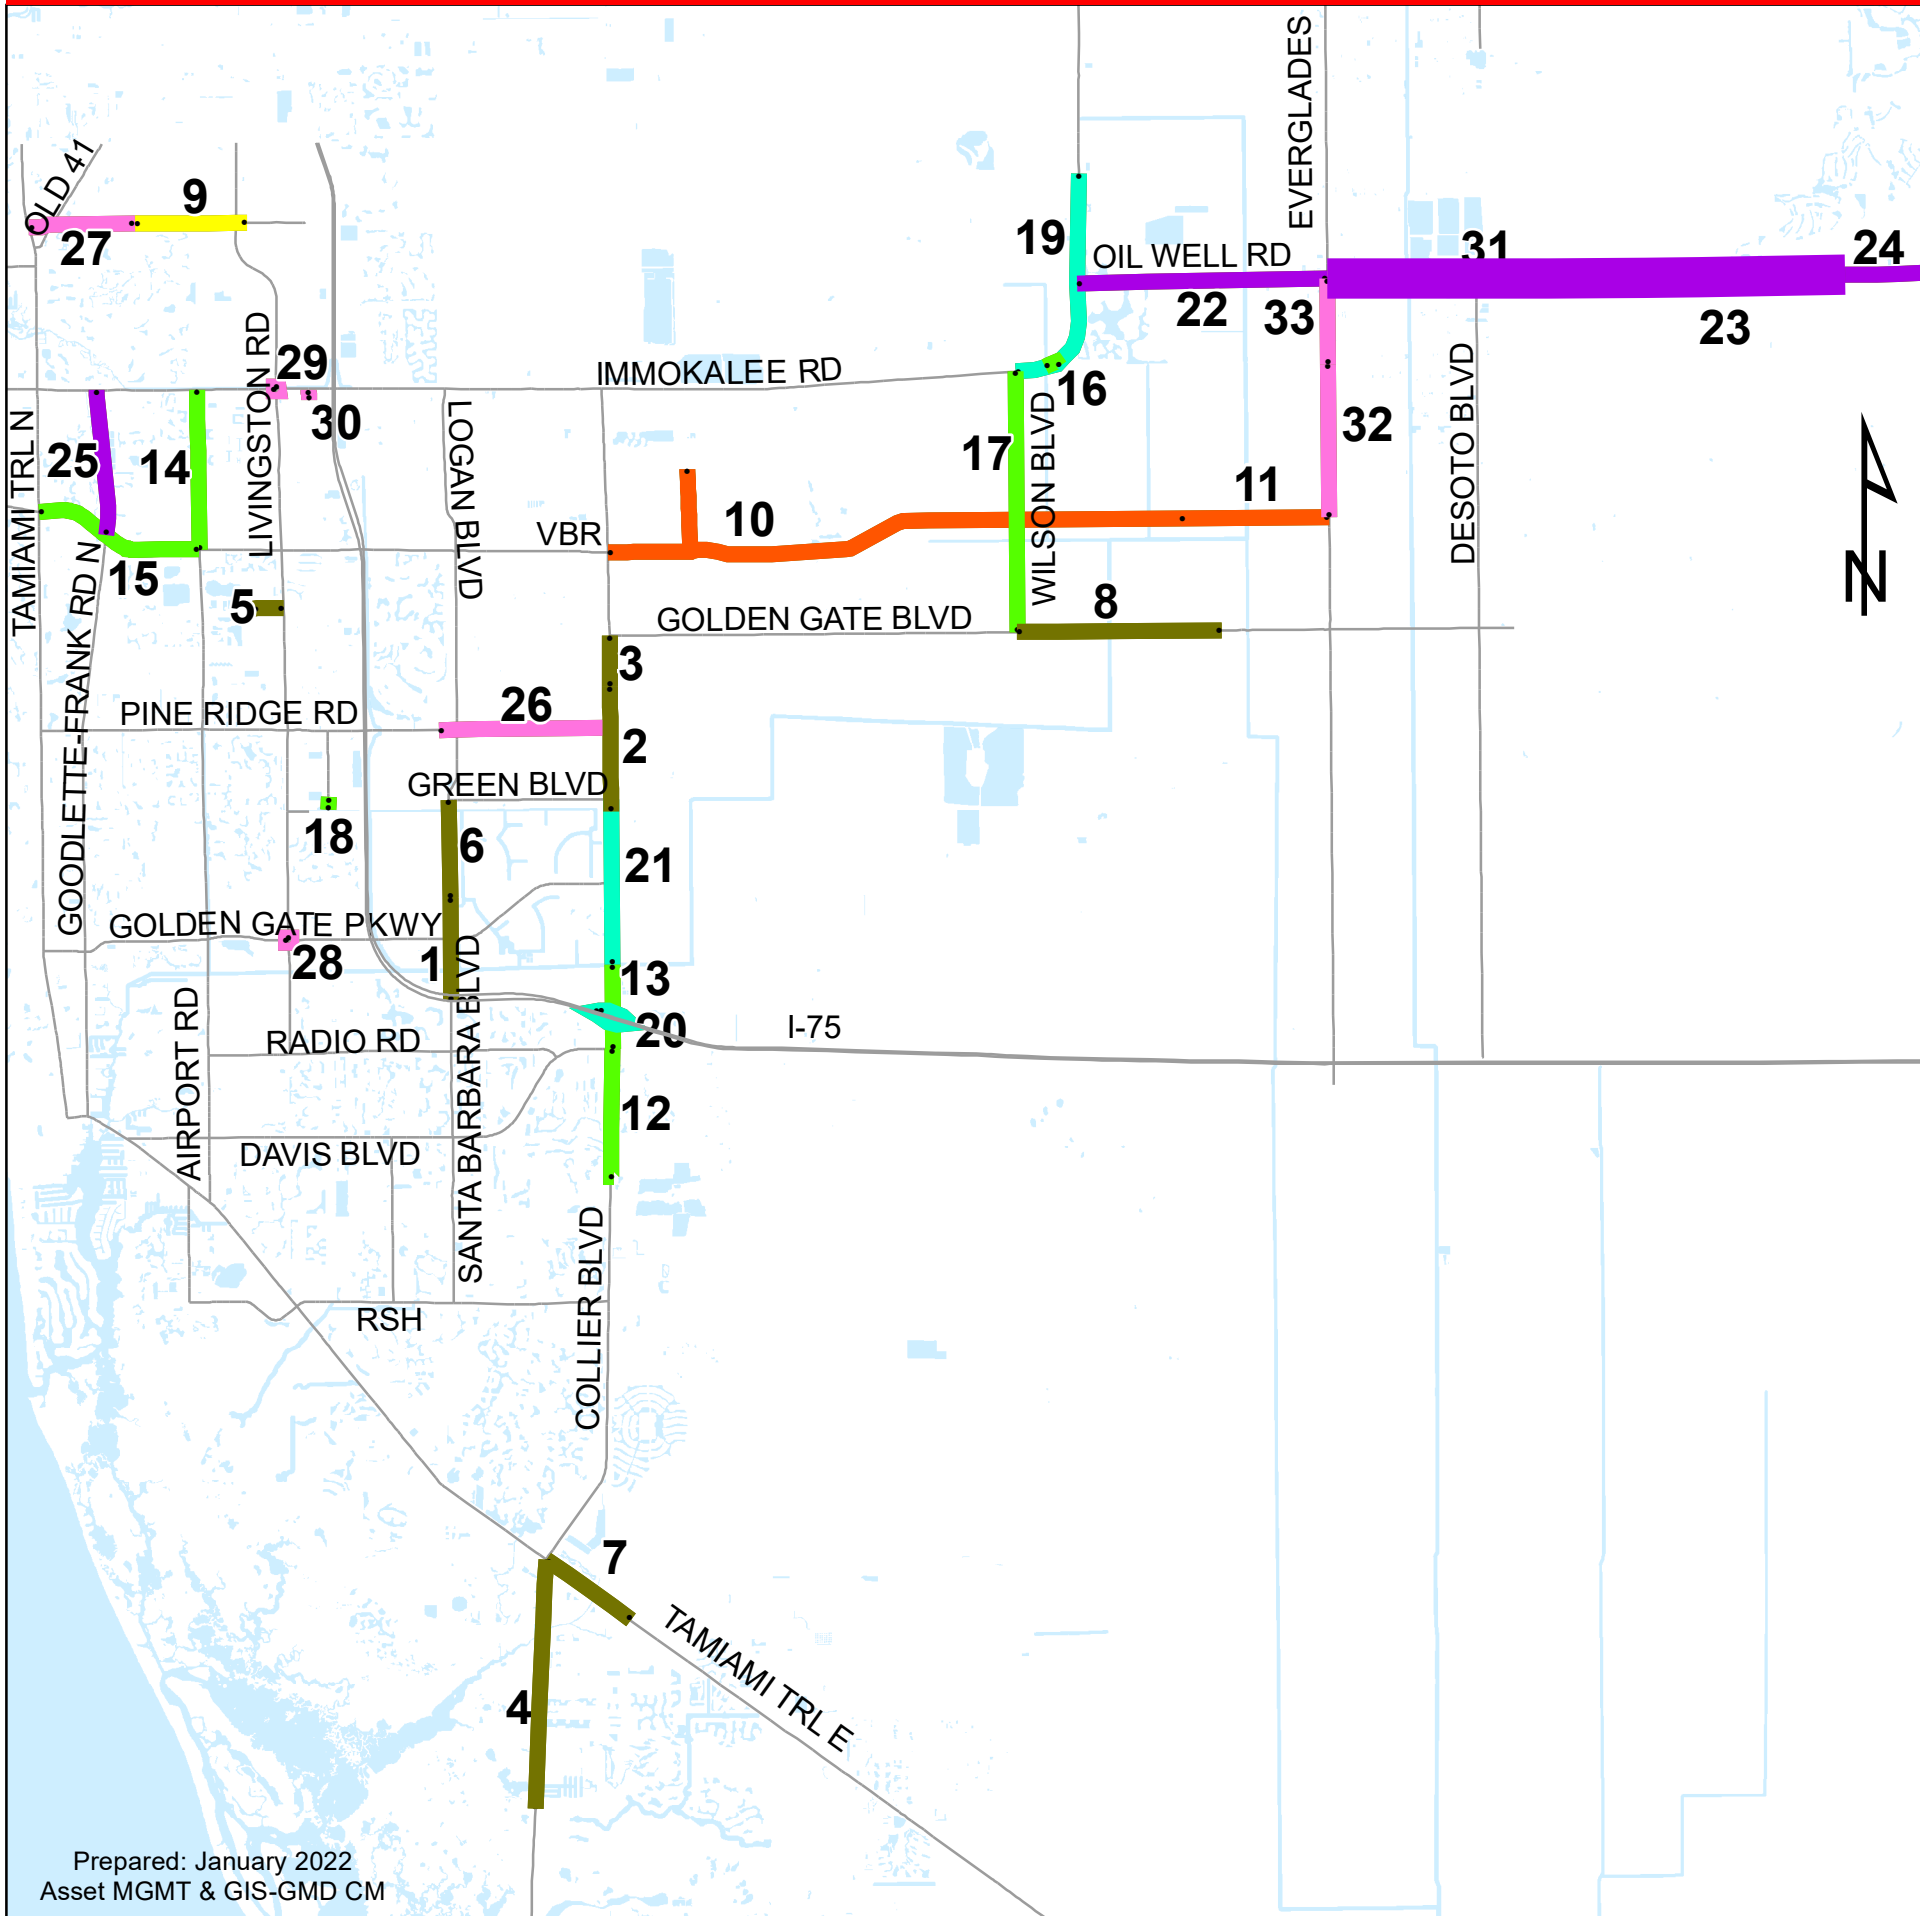 EVERGLADES
OLD 41
9
27
19
OIL WELL RD
31
24
22
33
23
LIVINGSTON RD
29
IMMOKALEE RD
16
30
TAMIAMI TRL N
25
14
LOGAN BLVD
17
WILSON BLVD
32
DESOTO BLVD
11
10
VBR
N
15
5
GOODLETTE-FRANK RD N
8
GOLDEN GATE BLVD
3
26
PINE RIDGE RD
2
GREEN BLVD
18
6
21
GOLDEN GATE PKWY
28
1
13
SANTA BARBARA BLVD
AIRPORT RD
20
I-75
RADIO RD
12
DAVIS BLVD
COLLIER BLVD
RSH
7
TAMIAMI TRL E
4
Prepared: January 2022
Asset MGMT & GIS-GMD CM